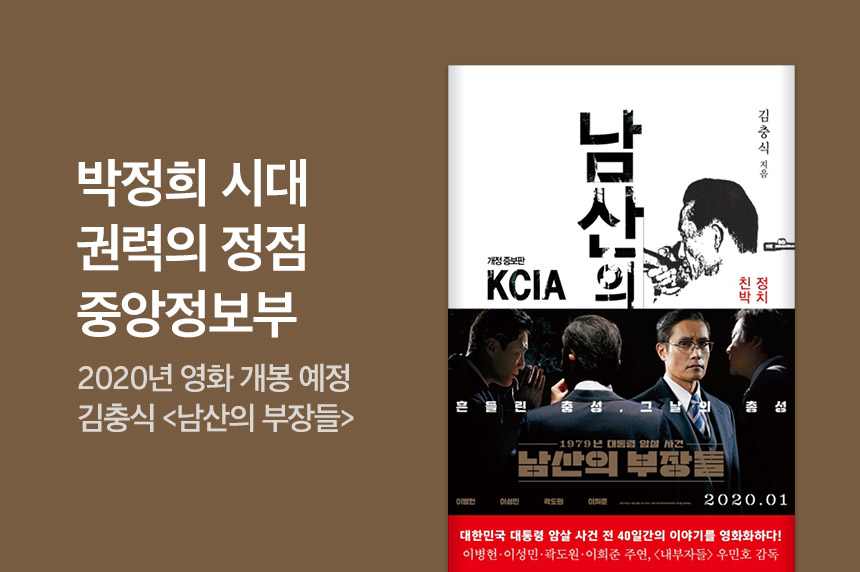 박정희 시대
권력의 정점
중앙정보부
2020년 영화 개봉 예정
김충식 <남산의 부장들>
김충식 지음
남산의
개정 증보판
KCIA
정치
친박
흔들린 충성, 그날의 총성
1979년 대통령 암살 사건
남산의 부장들
이병헌 이성민 곽도원 이희준
2020.01
대한민국 대통령 암살 사건 전 40일간의 이야기를 영화화하다!
이병헌·이성민·곽도원·이희준 주연, <내부자들> 우민호 감독